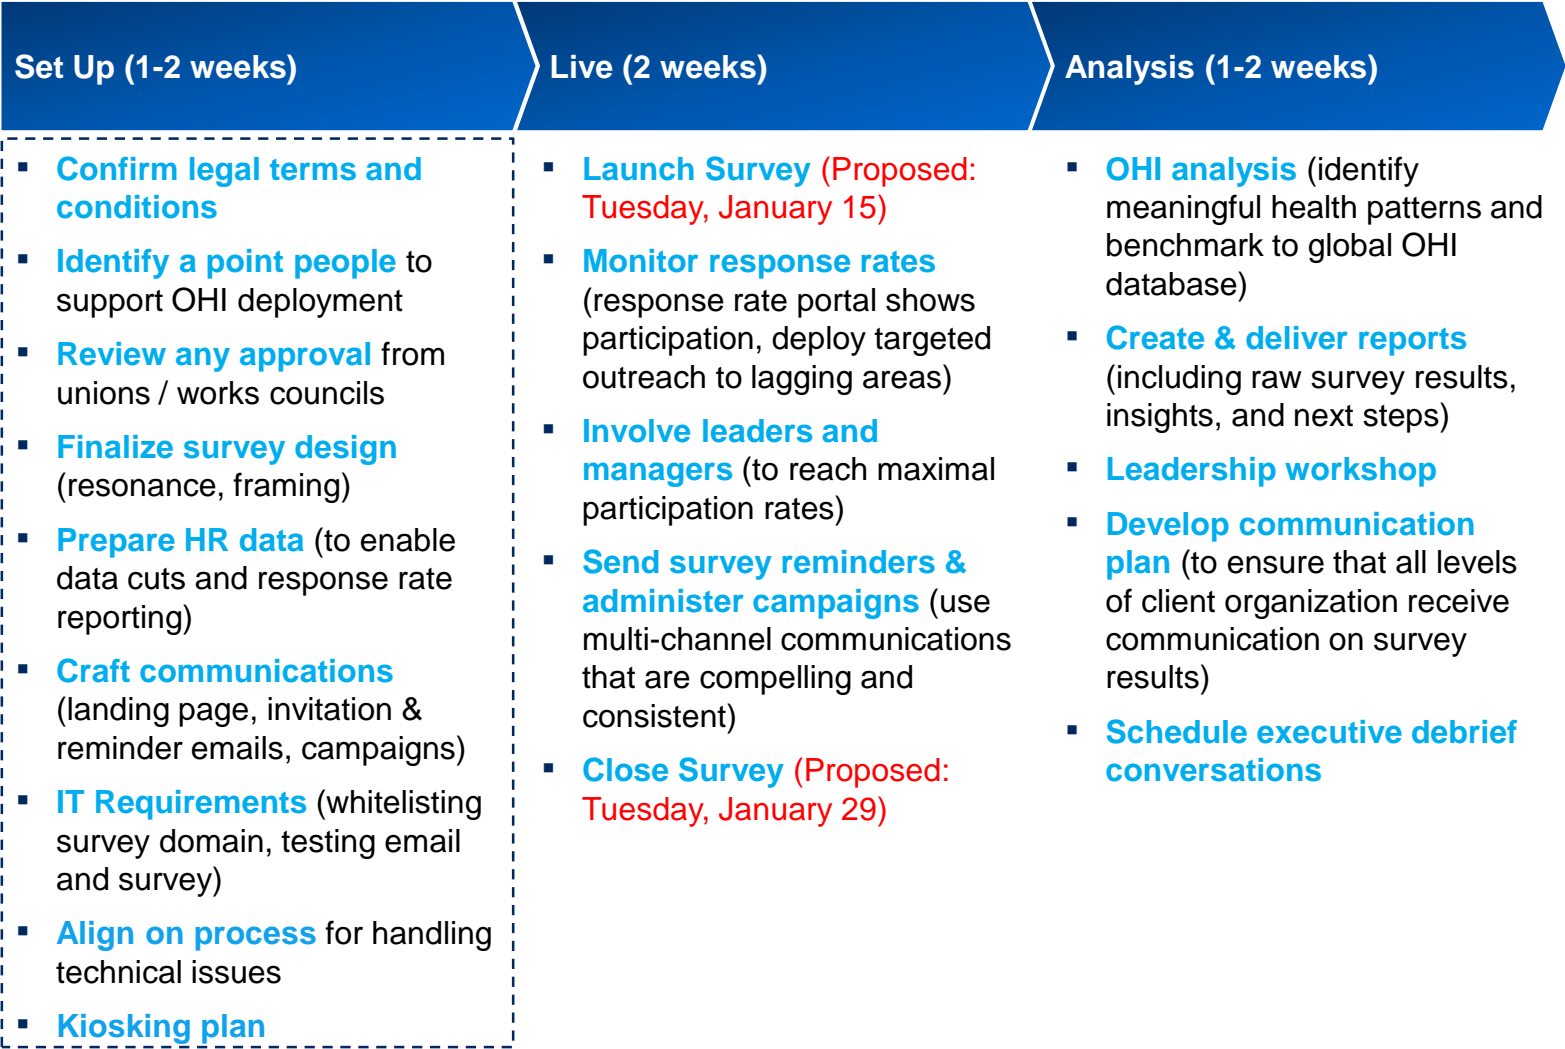 Set Up (1-2 weeks)
▪ Confirm legal terms and
conditions
▪ Identify a point people to
support OHI deployment
▪ Review any approval from
unions / works councils
▪ Finalize survey design
(resonance, framing)
▪ Prepare HR data (to enable
data cuts and response rate
reporting)
▪ Craft communications
(landing page, invitation &
reminder emails, campaigns)
▪ IT Requirements (whitelisting
survey domain, testing email
and survey)
▪ Align on process for handling
technical issues
▪ Kiosking plan
Live (2 weeks)
▪ Launch Survey (Proposed:
Tuesday, January 15)
▪ Monitor response rates
(response rate portal shows
participation, deploy targeted
outreach to lagging areas)
▪ Involve leaders and
managers (to reach maximal
participation rates)
▪ Send survey reminders &
administer campaigns (use
multi-channel communications
that are compelling and
consistent)
▪ Close Survey (Proposed:
Tuesday, January 29)
Analysis (1-2 weeks)
▪ OHI analysis (identify
meaningful health patterns and
benchmark to global OHI
database)
▪ Create & deliver reports
(including raw survey results,
insights, and next steps)
▪ Leadership workshop
▪ Develop communication
plan (to ensure that all levels
of client organization receive
communication on survey
results)
▪ Schedule executive debrief
conversations